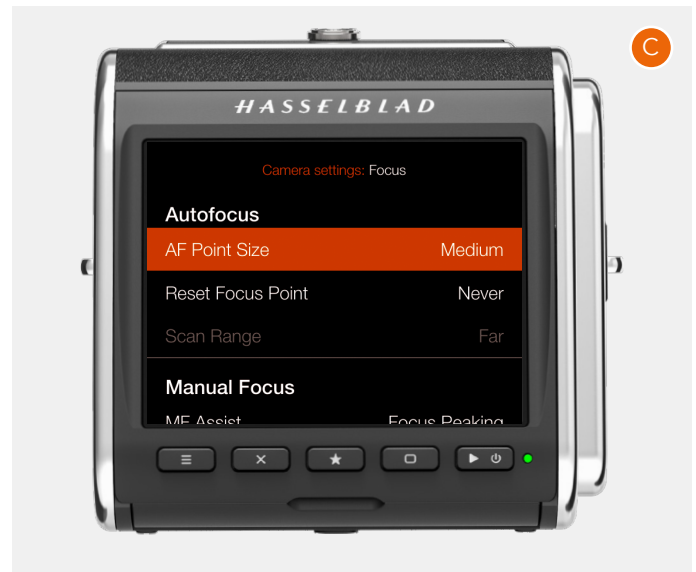 C
HASSELBLAD
Camera settings: Focus
Autofocus
AF Point Size Medium
Reset Focus Point Never
Scan Range Far
Manual Focus
MF Assist Focus Peaking